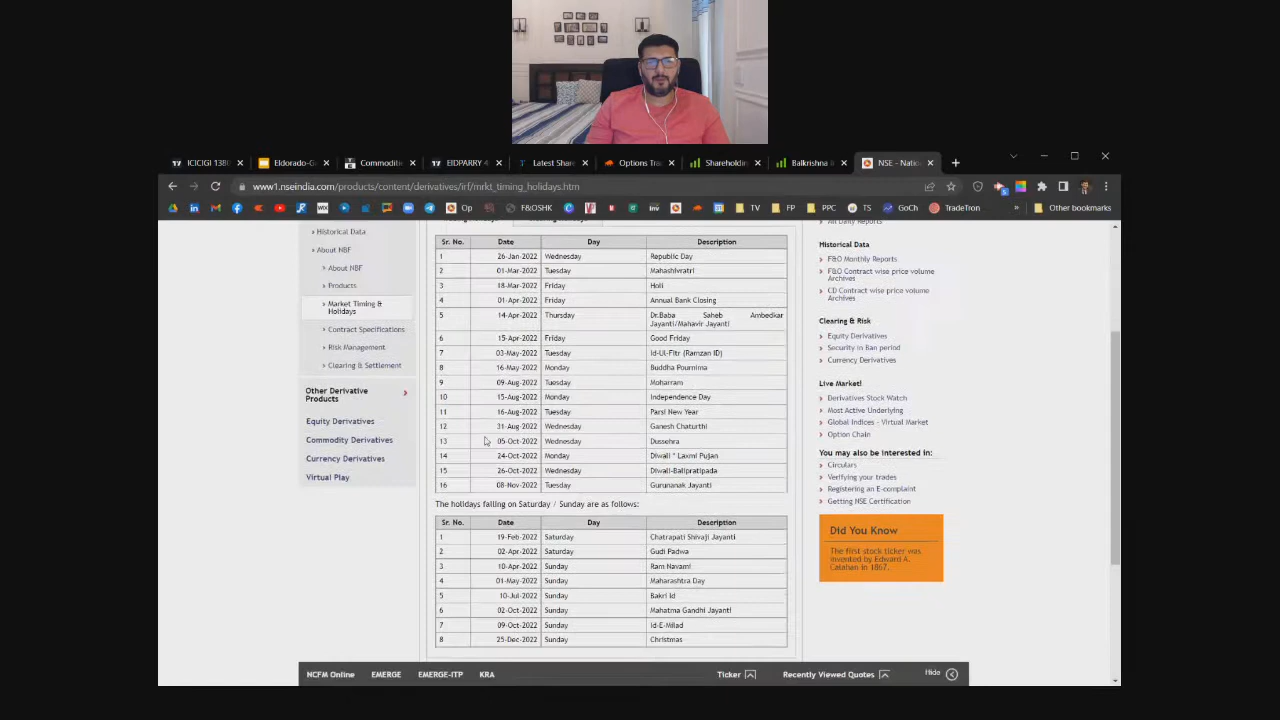 ICICIGI 1380
Eldorado-G
Commoditi
EIDPARRY 4
Latest Share
Options Tra
Shareholdin
Balkrishna I
NSE - Natio
www1.nseindia.com/products/content/derivatives/irf/mrkt_timing_holidays.htm
Op
F&OSHK
TV
FP
PPC
TS
GoCh
TradeTron
»
Other bookmarks
Historical Data
About NBF
About NBF
Products
Market Timing &
Holidays
Contract Specifications
Risk Management
Clearing & Settlement
Other Derivative
Products
Equity Derivatives
Commodity Derivatives
Currency Derivatives
Virtual Play
Sr. No. Date Day Description
1 26-Jan-2022 Wednesday Republic Day
2 01-Mar-2022 Tuesday Mahashivratri
3 18-Mar-2022 Friday Holi
4 01-Apr-2022 Friday Annual Bank Closing
5 14-Apr-2022 Thursday Dr.Baba Saheb Ambedkar
Jayanti/Mahavir Jayanti
6 15-Apr-2022 Friday Good Friday
7 03-May-2022 Tuesday Id-Ul-Fitr (Ramzan ID)
8 16-May-2022 Monday Buddha Pournima
9 09-Aug-2022 Tuesday Moharram
10 15-Aug-2022 Monday Independence Day
11 16-Aug-2022 Tuesday Parsi New Year
12 31-Aug-2022 Wednesday Ganesh Chaturthi
13 05-Oct-2022 Wednesday Dussehra
14 24-Oct-2022 Monday Diwali * Laxmi Pujan
15 26-Oct-2022 Wednesday Diwali-Balipratipada
16 08-Nov-2022 Tuesday Gurunanak Jayanti
The holidays falling on Saturday / Sunday are as follows:
Sr. No. Date Day Description
1 19-Feb-2022 Saturday Chatrapati Shivaji Jayanti
2 02-Apr-2022 Saturday Gudi Padwa
3 10-Apr-2022 Sunday Ram Navami
4 01-May-2022 Sunday Maharashtra Day
5 10-Jul-2022 Sunday Bakri Id
6 02-Oct-2022 Sunday Mahatma Gandhi Jayanti
7 09-Oct-2022 Sunday Id-E-Milad
8 25-Dec-2022 Sunday Christmas
All Daily Reports
Historical Data
F&O Monthly Reports
F&O Contract wise price volume
Archives
CD Contract wise price volume
Archives
Clearing & Risk
Equity Derivatives
Security in Ban period
Currency Derivatives
Live Market!
Derivatives Stock Watch
Most Active Underlying
Global Indices - Virtual Market
Option Chain
You may also be interested in:
Circulars
Verifying your trades
Registering an E-complaint
Getting NSE Certification
Did You Know
The first stock ticker was
invented by Edward A.
Calahan in 1867.
NCFM Online EMERGE EMERGE-ITP KRA Ticker Recently Viewed Quotes Hide